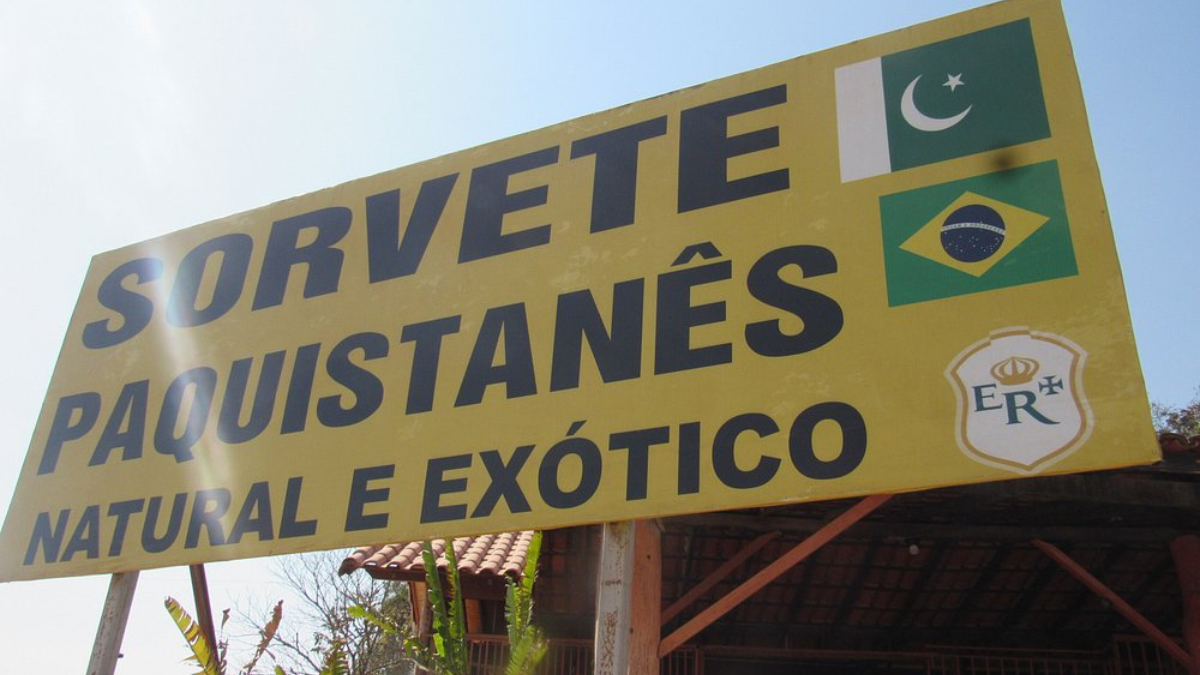 SORVETE
PAQUISTANÊS
NATURAL E EXÓTICO
ER